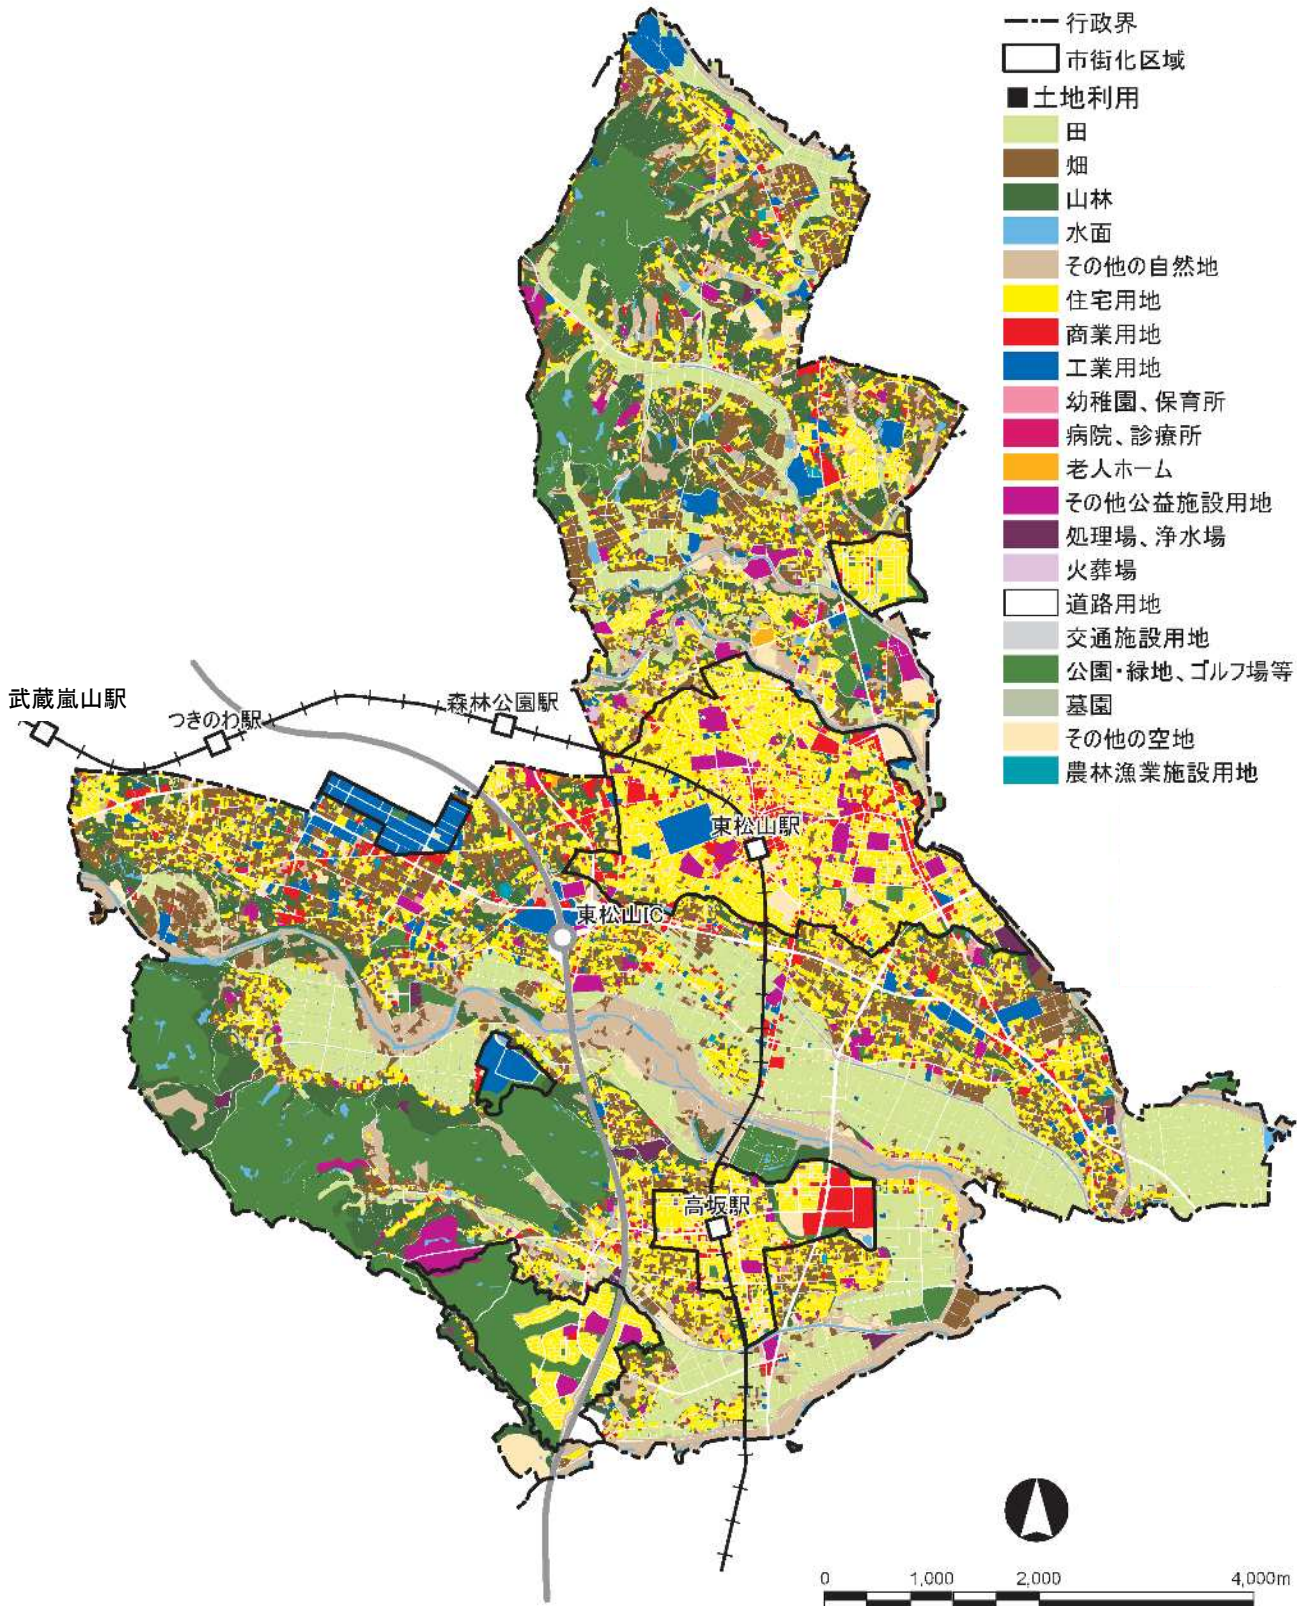 行政界
市街化区域
■土地利用
田
畑
山林
水面
その他の自然地
住宅用地
商業用地
工業用地
幼稚園、保育所
病院、診療所
老人ホーム
その他公益施設用地
処理場、浄水場
火葬場
道路用地
交通施設用地
公園・緑地、ゴルフ場等
墓園
その他の空地
農林漁業施設用地
武蔵嵐山駅
つきのわ駅
森林公園駅
東松山駅
東松山IC
高坂駅
0 1,000 2,000 4,000m